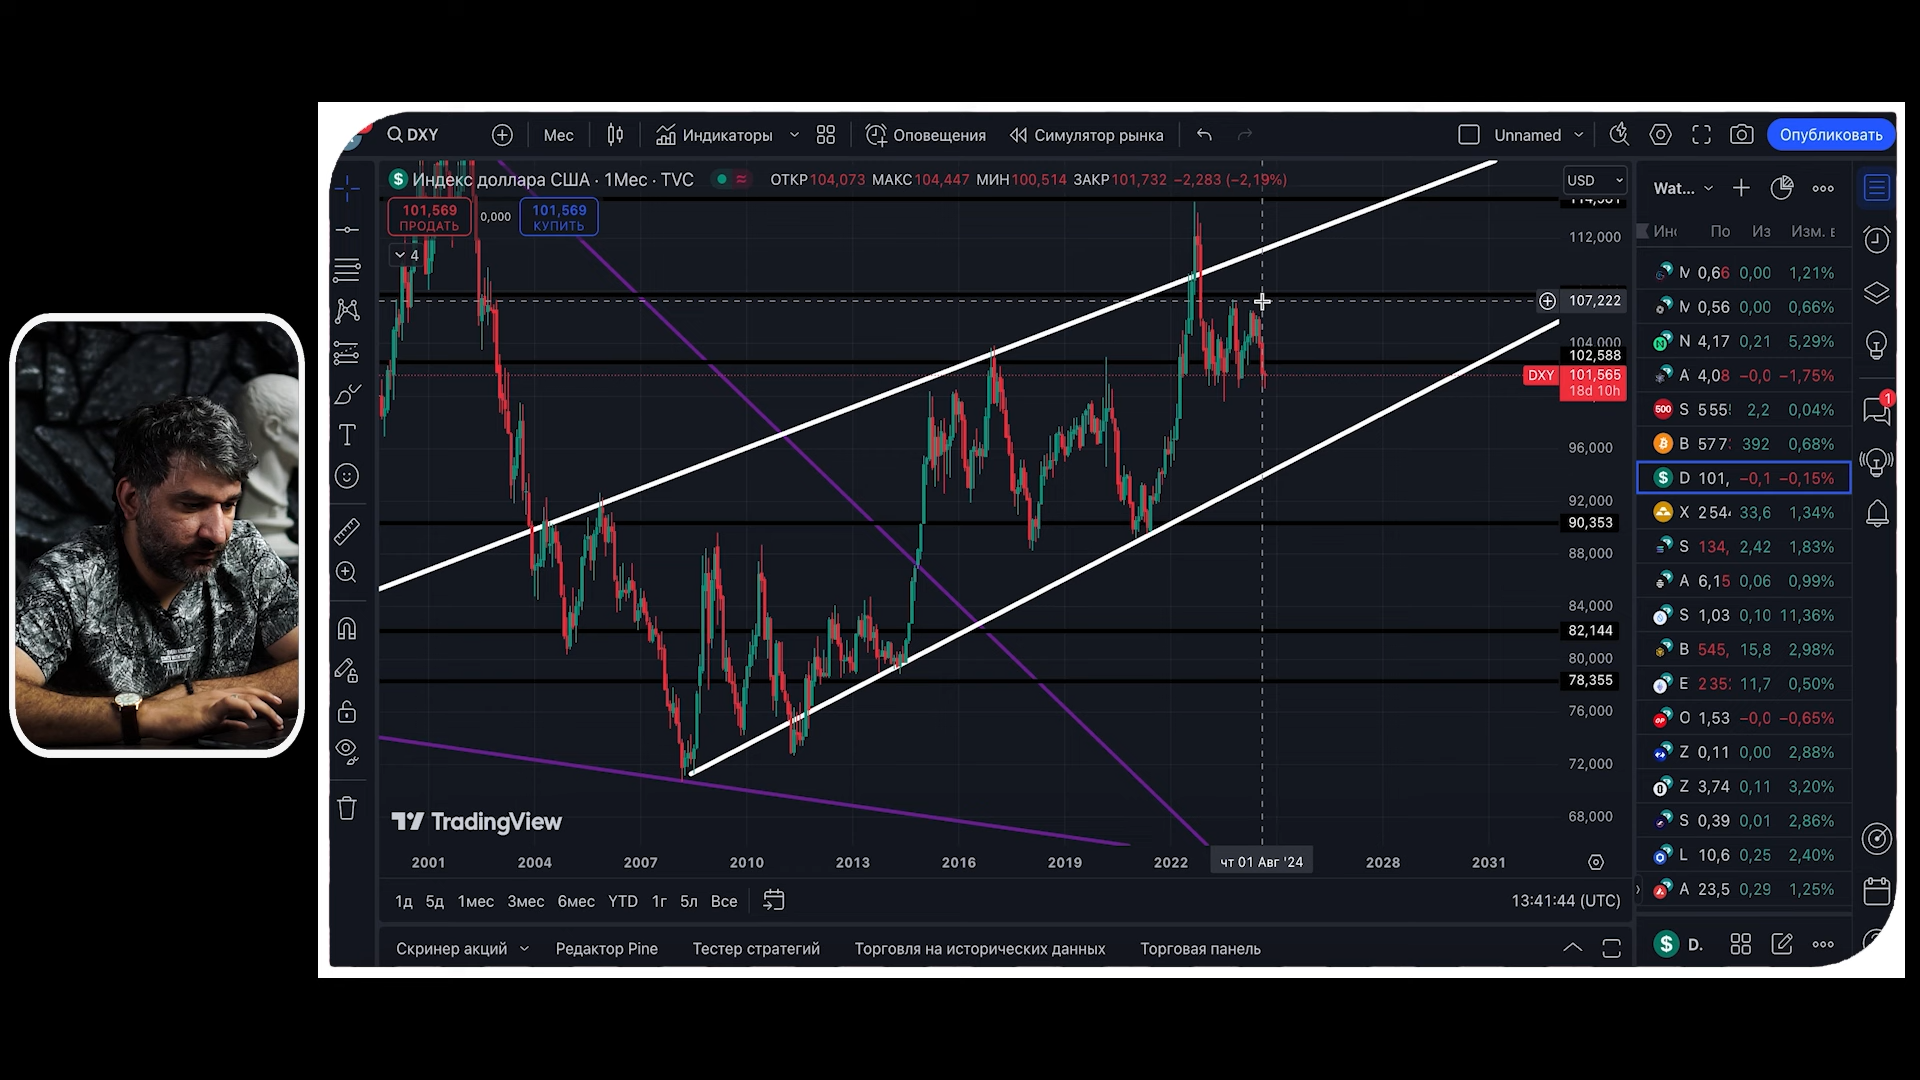 DXY
Мес
Индикаторы
Оповещения
Симулятор рынка
Unnamed
Опубликовать
Индекс доллара США · 1Мес · TVC
ОТКР104,073 МАКС104,447 МИН100,514 ЗАКР101,732 −2,283 (−2,19%)
101,569
ПРОДАТЬ
0,000
101,569
КУПИТЬ
4
USD
112,000
107,222
104,000
102,588
DXY 101,565
18d 10h
96,000
92,000
90,353
88,000
84,000
82,144
80,000
78,355
76,000
72,000
68,000
TradingView
2001 2004 2007 2010 2013 2016 2019 2022 чт 01 Авг '24 2028 2031
1д 5д 1мес 3мес 6мес YTD 1г 5л Все
13:41:44 (UTC)
Скринер акций
Редактор Pine
Тестер стратегий
Торговля на исторических данных
Торговая панель
Wat...
По Из Изм.
M 0,66 0,00 1,21%
M 0,56 0,00 0,66%
N 4,17 0,21 5,29%
A 4,08 −0,0 −1,75%
500 S 555 2,2 0,04%
B 577 392 0,68%
D 101, −0,1 −0,15%
X 254 33,6 1,34%
S 134, 2,42 1,83%
A 6,15 0,06 0,99%
S 1,03 0,10 11,36%
B 545, 15,8 2,98%
E 235 11,7 0,50%
O 1,53 −0,0 −0,65%
Z 0,11 0,00 2,88%
Z 3,74 0,11 3,20%
S 0,39 0,01 2,86%
L 10,6 0,25 2,40%
A 23,5 0,29 1,25%
D.
1